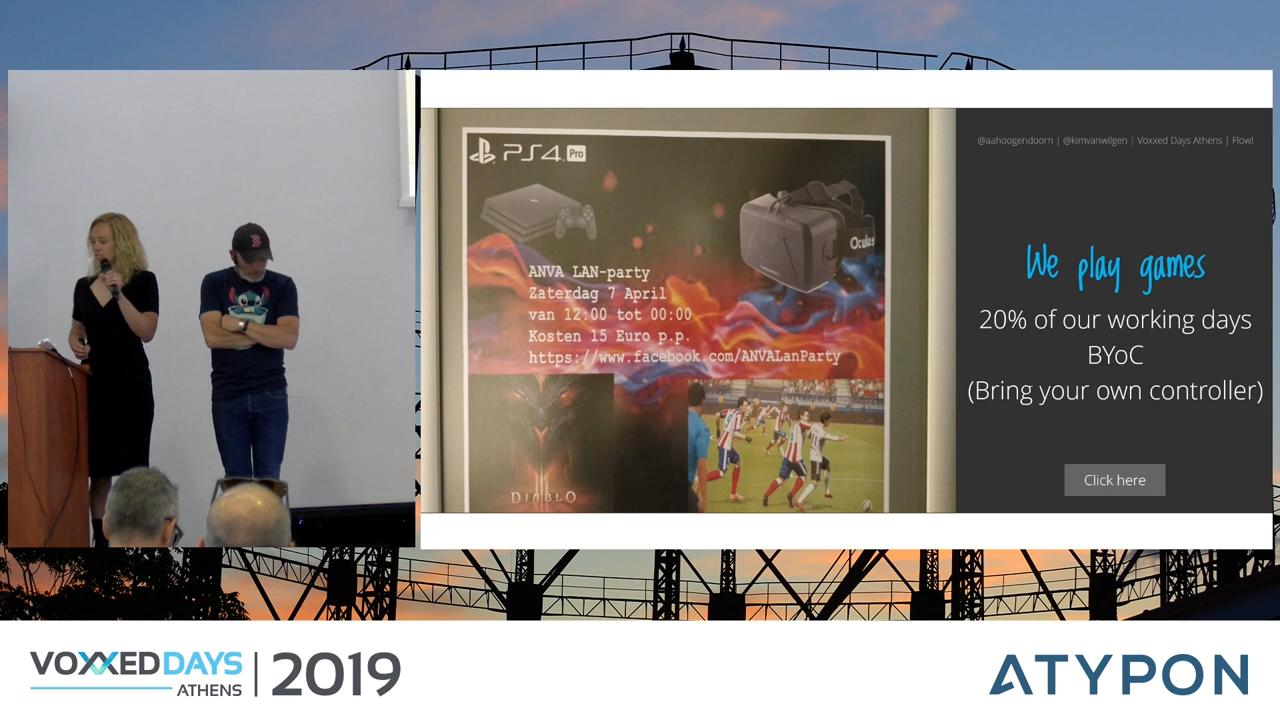 PS4 Pro
Oculus
ANVA LAN-party
Zaterdag 7 April
van 12:00 tot 00:00
Kosten 15 Euro p.p.
https://www.facebook.com/ANVALanParty
DIABLO
@aahoogendoorn | @kimvanwilgen | Voxxed Days Athens | Flow!
We play games
20% of our working days
BYoC
(Bring your own controller)
Click here
VOXXED DAYS
ATHENS
2019
ATYPON